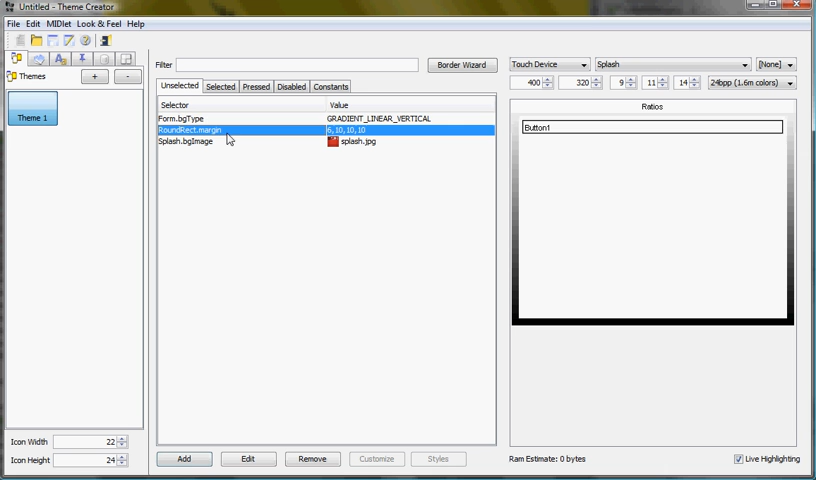 Untitled - Theme Creator
File Edit MIDlet Look & Feel Help
Themes + -
Theme 1
Icon Width 22
Icon Height 24
Filter Border Wizard
Unselected Selected Pressed Disabled Constants
Selector Value
Form.bgType GRADIENT_LINEAR_VERTICAL
RoundRect.margin 6, 10, 10, 10
Splash.bgImage splash.jpg
Add Edit Remove Customize Styles
Touch Device Splash [None]
400 320 9 11 14 24bpp (1.6m colors)
Ratios
Button1
Ram Estimate: 0 bytes Live Highlighting